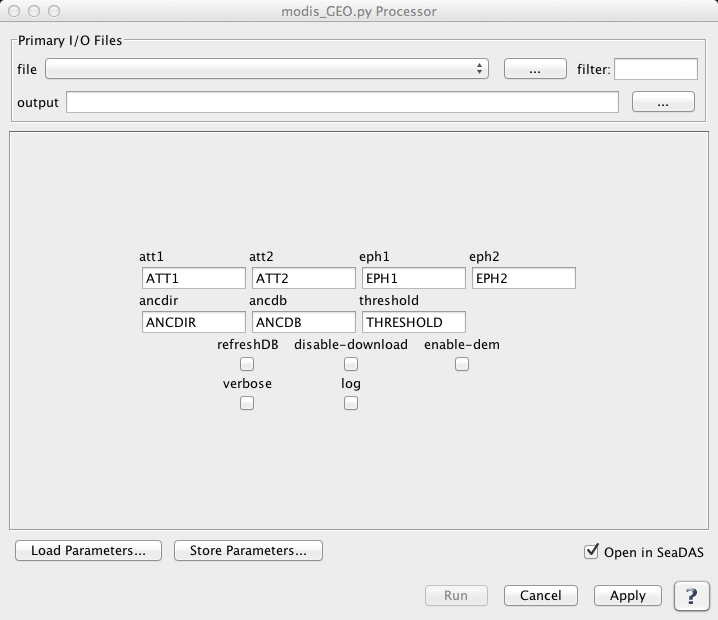 modis_GEO.py Processor
Primary I/O Files
file ... filter:
output ...
att1 att2 eph1 eph2
ATT1 ATT2 EPH1 EPH2
ancdir ancdb threshold
ANCDIR ANCDB THRESHOLD
refreshDB disable-download enable-dem
verbose log
Load Parameters... Store Parameters... Open in SeaDAS
Run Cancel Apply ?